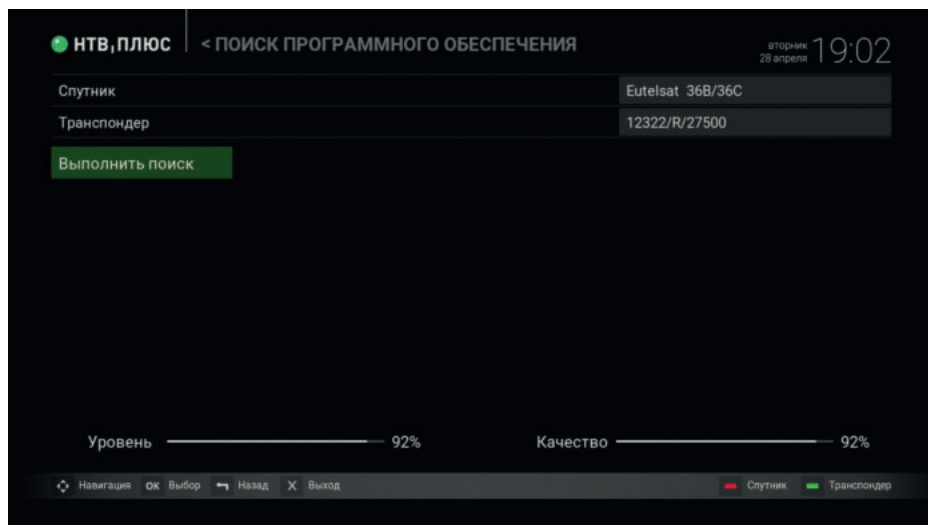 НТВ ПЛЮС < ПОИСК ПРОГРАММНОГО ОБЕСПЕЧЕНИЯ вторник 28 апреля 19:02
Спутник Eutelsat 36B/36C
Транспондер 12322/R/27500
Выполнить поиск
Уровень 92% Качество 92%
Навигация OK Выбор Назад X Выход Спутник Транспондер